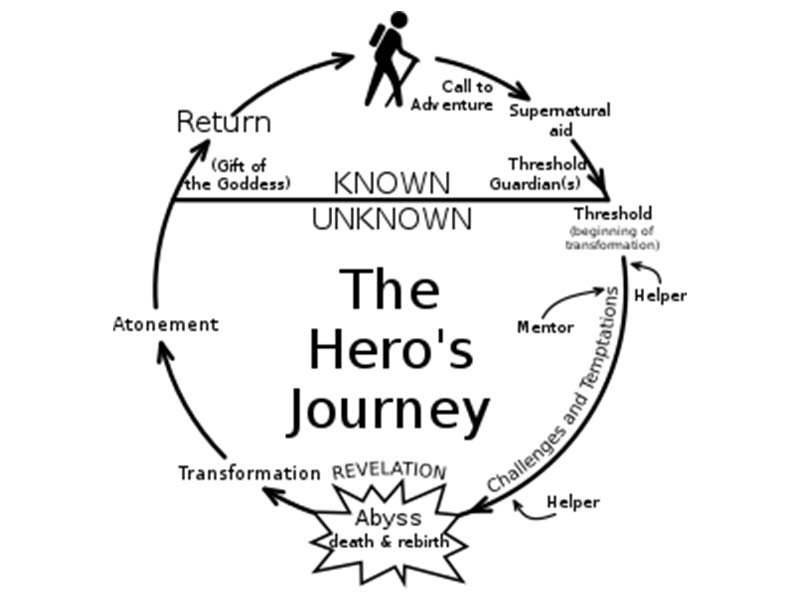 Call to
Adventure
Supernatural
aid
Return
(Gift of
the Goddess)
KNOWN
Threshold
Guardian(s)
UNKNOWN
Threshold
(beginning of
transformation)
The
Hero's
Journey
Helper
Mentor
Challenges and Temptations
Atonement
Transformation
REVELATION
Abyss
death & rebirth
Helper